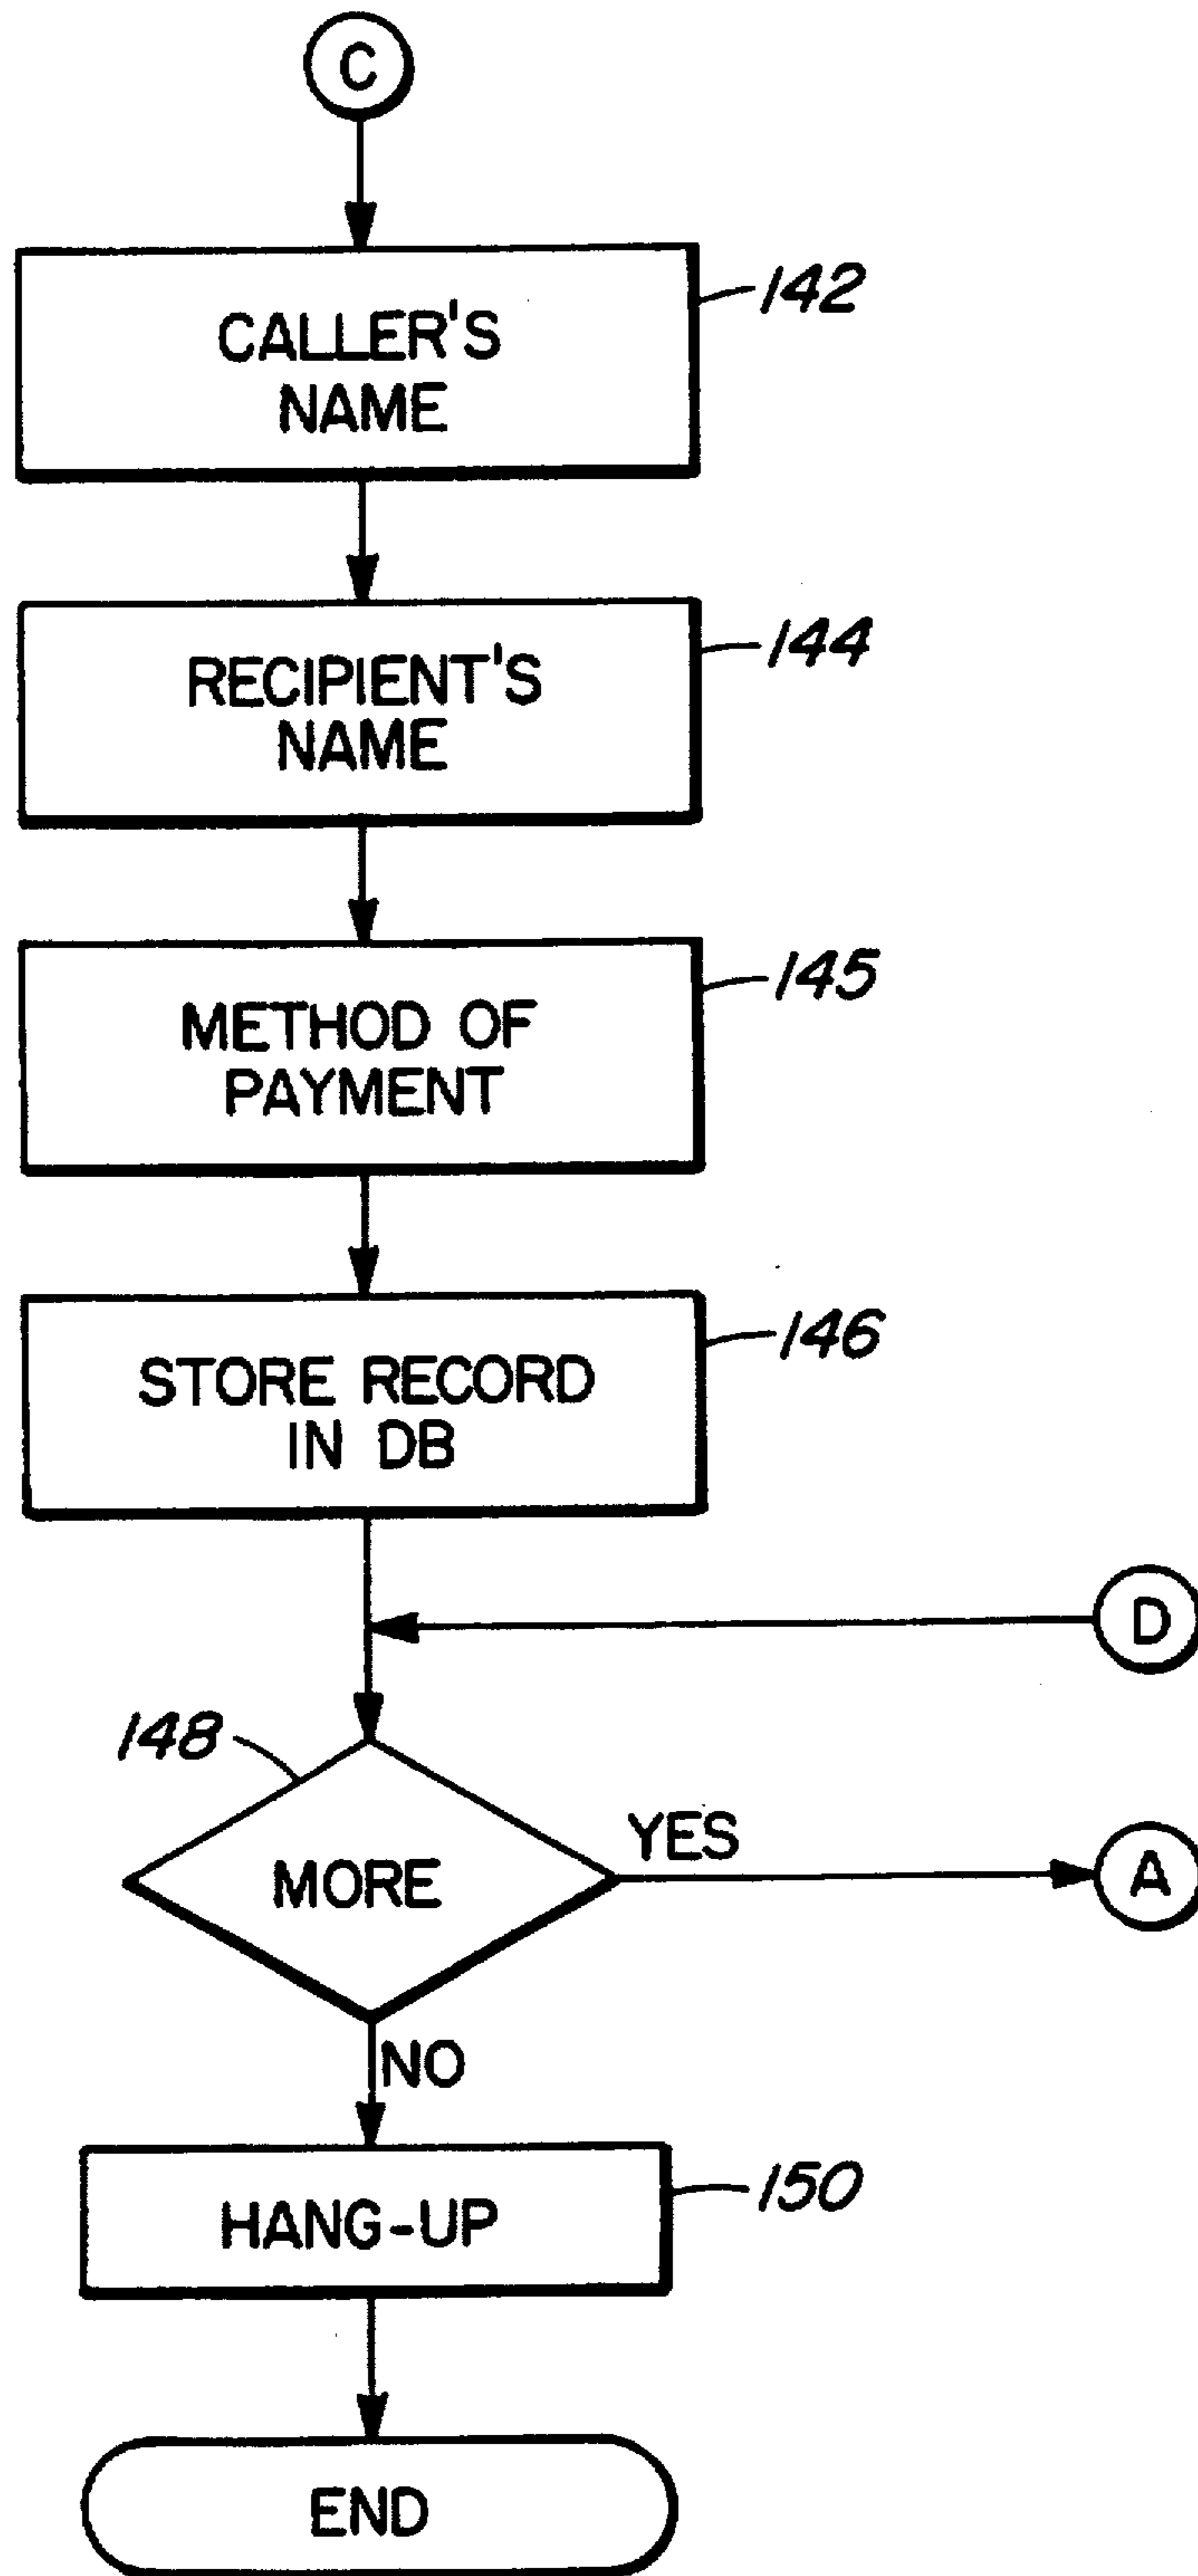 C
CALLER'S
NAME
142
RECIPIENT'S
NAME
144
METHOD OF
PAYMENT
145
STORE RECORD
IN DB
146
D
148
MORE
YES
A
NO
HANG-UP
150
END